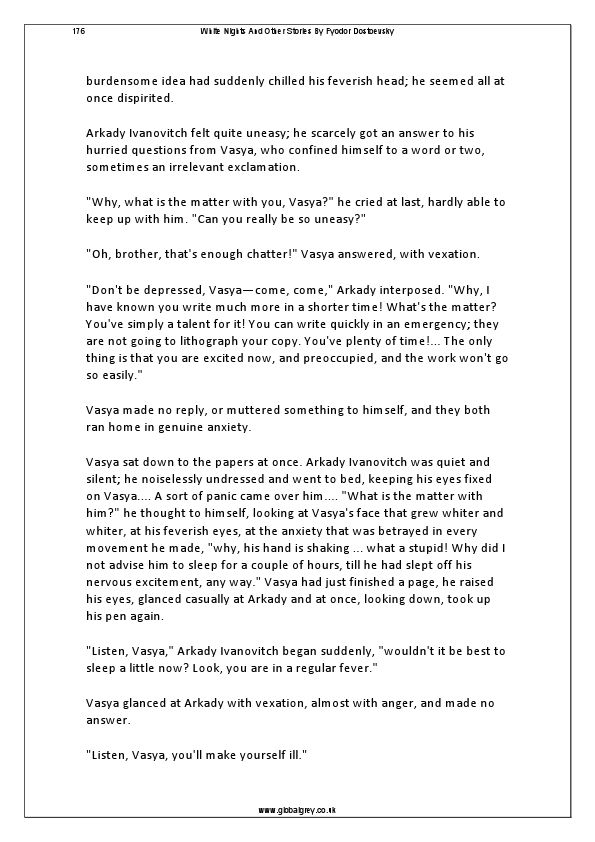 176 White Nights And Other Stories By Fyodor Dostoevsky
burdensome idea had suddenly chilled his feverish head; he seemed all at
once dispirited.
Arkady Ivanovitch felt quite uneasy; he scarcely got an answer to his
hurried questions from Vasya, who confined himself to a word or two,
sometimes an irrelevant exclamation.
"Why, what is the matter with you, Vasya?" he cried at last, hardly able to
keep up with him. "Can you really be so uneasy?"
"Oh, brother, that's enough chatter!" Vasya answered, with vexation.
"Don't be depressed, Vasya—come, come," Arkady interposed. "Why, I
have known you write much more in a shorter time! What's the matter?
You've simply a talent for it! You can write quickly in an emergency; they
are not going to lithograph your copy. You've plenty of time!... The only
thing is that you are excited now, and preoccupied, and the work won't go
so easily."
Vasya made no reply, or muttered something to himself, and they both
ran home in genuine anxiety.
Vasya sat down to the papers at once. Arkady Ivanovitch was quiet and
silent; he noiselessly undressed and went to bed, keeping his eyes fixed
on Vasya.... A sort of panic came over him.... "What is the matter with
him?" he thought to himself, looking at Vasya's face that grew whiter and
whiter, at his feverish eyes, at the anxiety that was betrayed in every
movement he made, "why, his hand is shaking ... what a stupid! Why did I
not advise him to sleep for a couple of hours, till he had slept off his
nervous excitement, any way." Vasya had just finished a page, he raised
his eyes, glanced casually at Arkady and at once, looking down, took up
his pen again.
"Listen, Vasya," Arkady Ivanovitch began suddenly, "wouldn't it be best to
sleep a little now? Look, you are in a regular fever."
Vasya glanced at Arkady with vexation, almost with anger, and made no
answer.
"Listen, Vasya, you'll make yourself ill."
www.globalgrey.co.uk